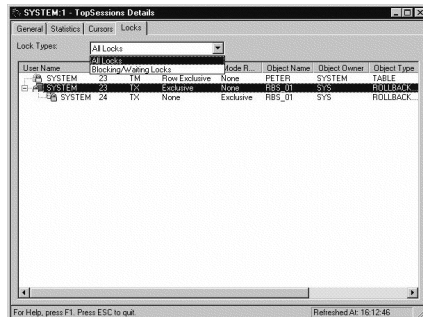 SYSTEM:1 - TopSessions Details
General Statistics Cursors Locks
Lock Types: All Locks
All Locks
Blocking/Waiting Locks
User Name Mode R... Object Name Object Owner Object Type
SYSTEM 23 TM Row Exclusive None PETER SYSTEM TABLE
SYSTEM 23 TX Exclusive None RBS_01 SYS ROLLBACK...
SYSTEM 24 TX None Exclusive RBS_01 SYS ROLLBACK...
For Help, press F1. Press ESC to quit. Refreshed At: 16:12:46